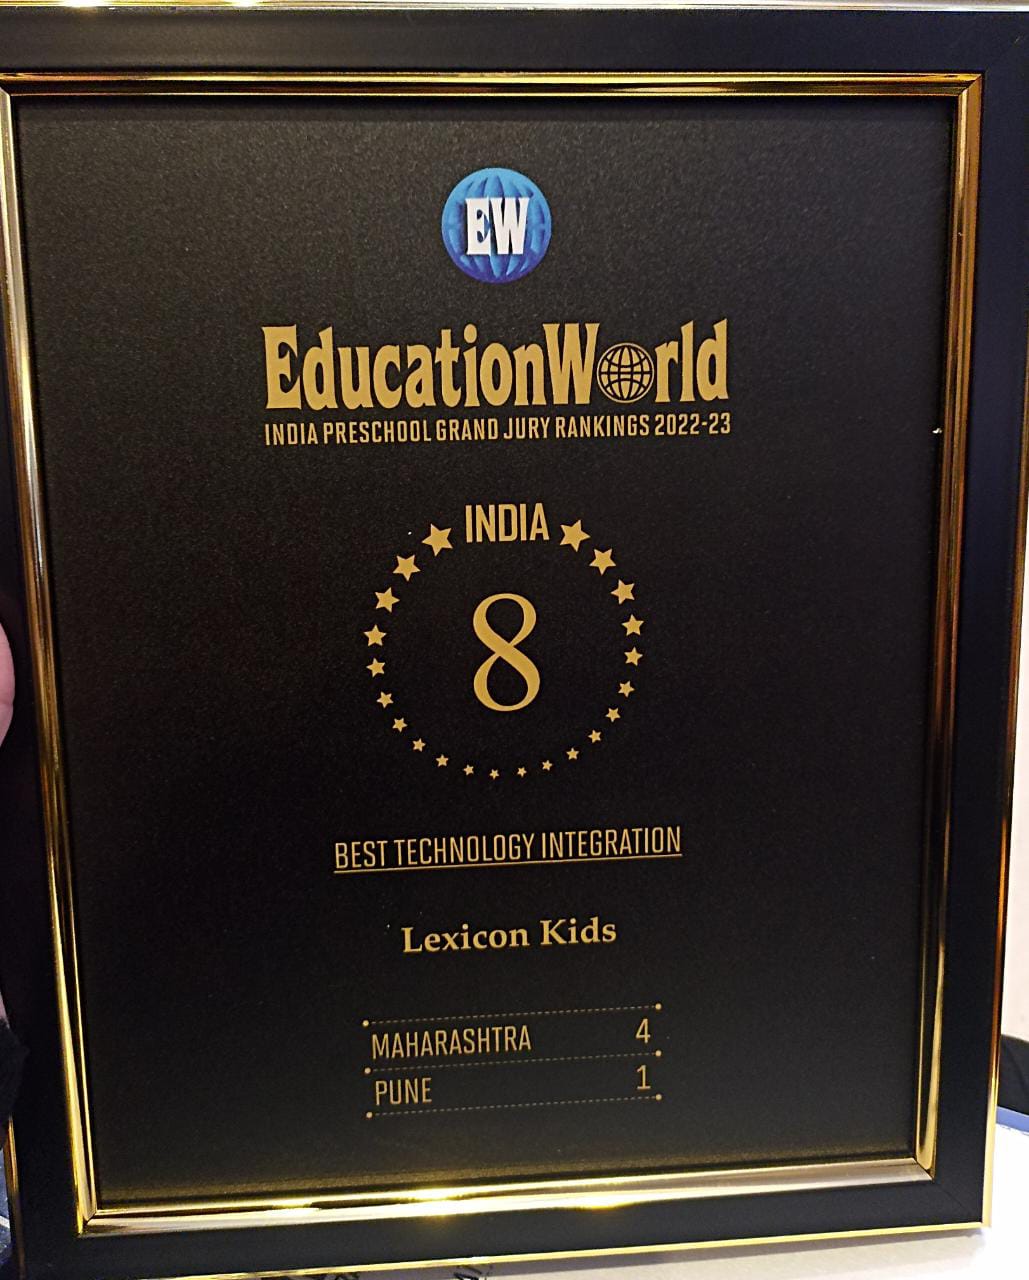 EW
EducationWorld
INDIA PRESCHOOL GRAND JURY RANKINGS 2022-23
INDIA
8
BEST TECHNOLOGY INTEGRATION
Lexicon Kids
MAHARASHTRA 4
PUNE 1